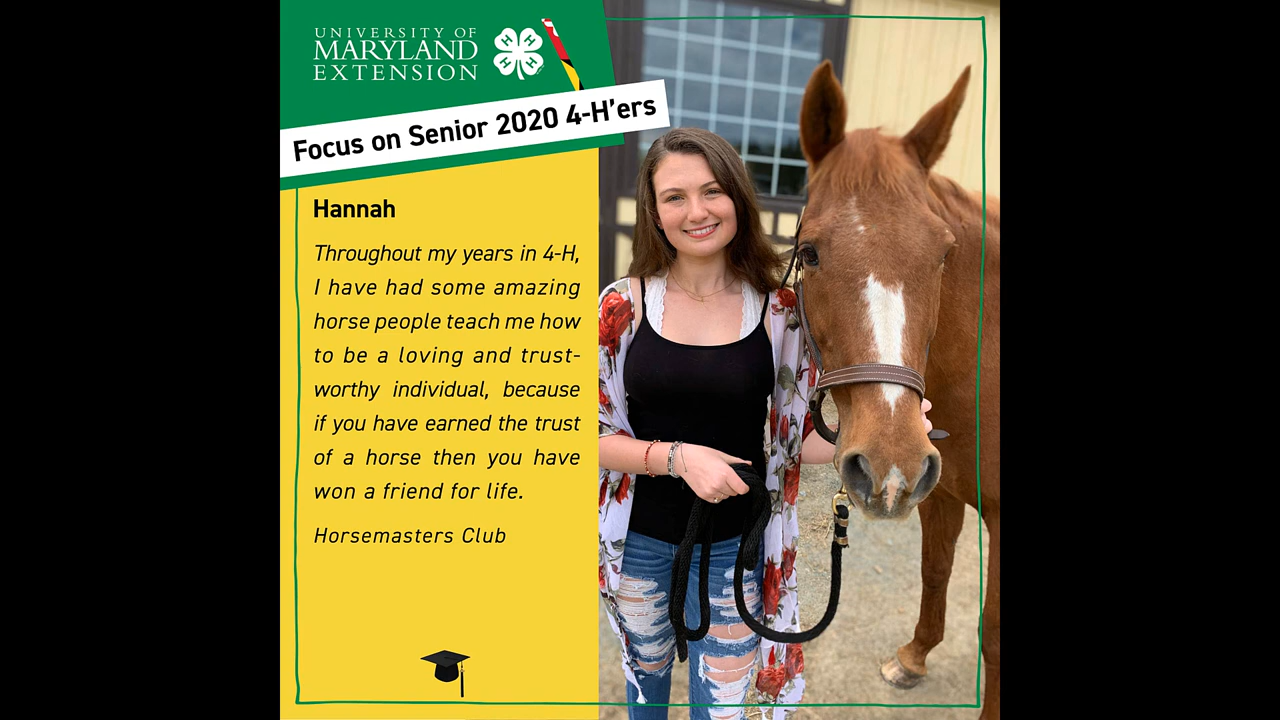 UNIVERSITY OF
MARYLAND
EXTENSION
H H
H H
Focus on Senior 2020 4-H’ers
Hannah
Throughout my years in 4-H,
I have had some amazing
horse people teach me how
to be a loving and trust-
worthy individual, because
if you have earned the trust
of a horse then you have
won a friend for life.
Horsemasters Club